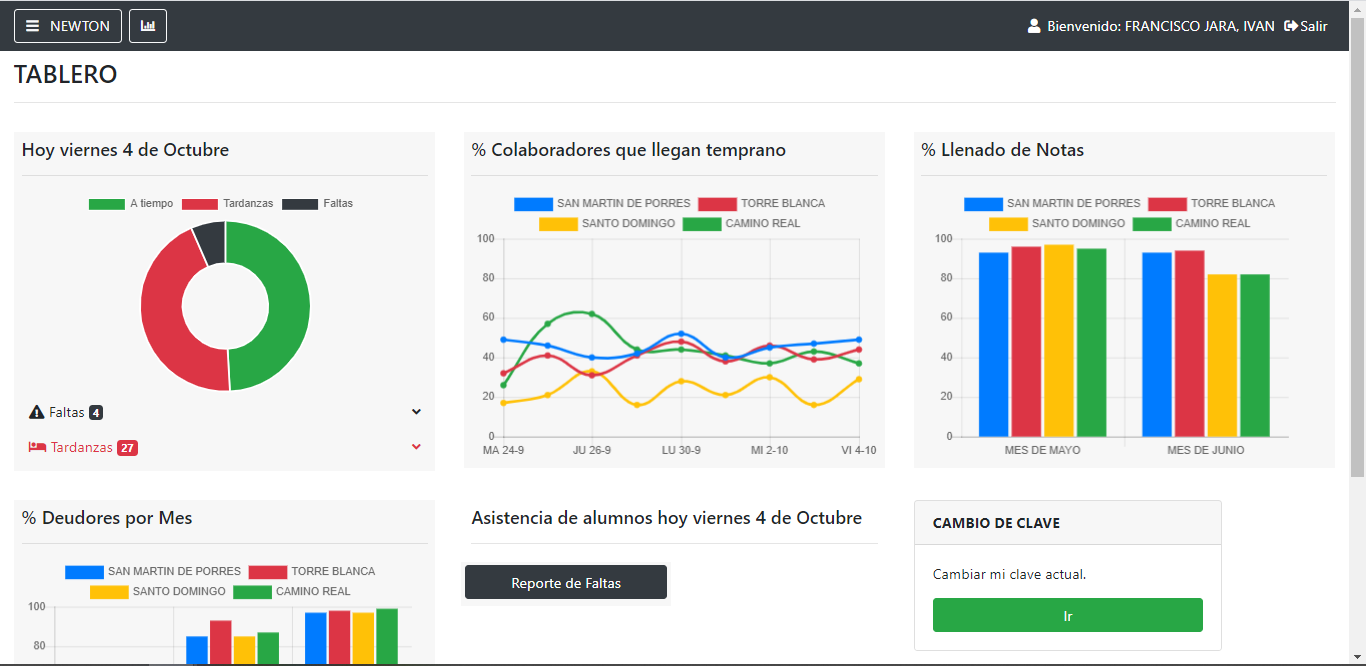 NEWTON
Bienvenido: FRANCISCO JARA, IVAN Salir
TABLERO
Hoy viernes 4 de Octubre
A tiempo Tardanzas Faltas
Faltas 4
Tardanzas 27
% Colaboradores que llegan temprano
SAN MARTIN DE PORRES TORRE BLANCA
SANTO DOMINGO CAMINO REAL
100
80
60
40
20
0
MA 24-9 JU 26-9 LU 30-9 MI 2-10 VI 4-10
% Llenado de Notas
SAN MARTIN DE PORRES TORRE BLANCA
SANTO DOMINGO CAMINO REAL
100
80
60
40
20
0
MES DE MAYO MES DE JUNIO
% Deudores por Mes
SAN MARTIN DE PORRES TORRE BLANCA
SANTO DOMINGO CAMINO REAL
100
80
Asistencia de alumnos hoy viernes 4 de Octubre
Reporte de Faltas
CAMBIO DE CLAVE
Cambiar mi clave actual.
Ir